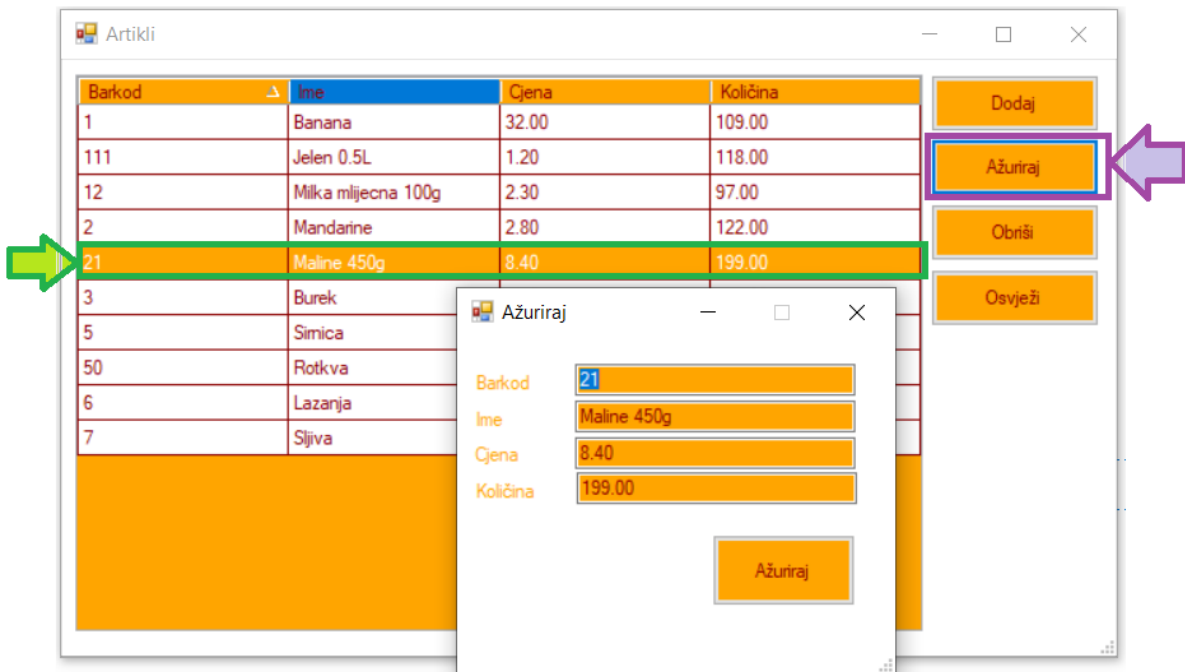 Artikli
Barkod Ime Cjena Količina
1 Banana 32.00 109.00
111 Jelen 0.5L 1.20 118.00
12 Milka mlijecna 100g 2.30 97.00
2 Mandarine 2.80 122.00
21 Maline 450g 8.40 199.00
3 Burek
5 Sirnica
50 Rotkva
6 Lazanja
7 Sljiva
Dodaj
Ažuriraj
Obriši
Osvježi
Ažuriraj
Barkod 21
Ime Maline 450g
Cjena 8.40
Količina 199.00
Ažuriraj